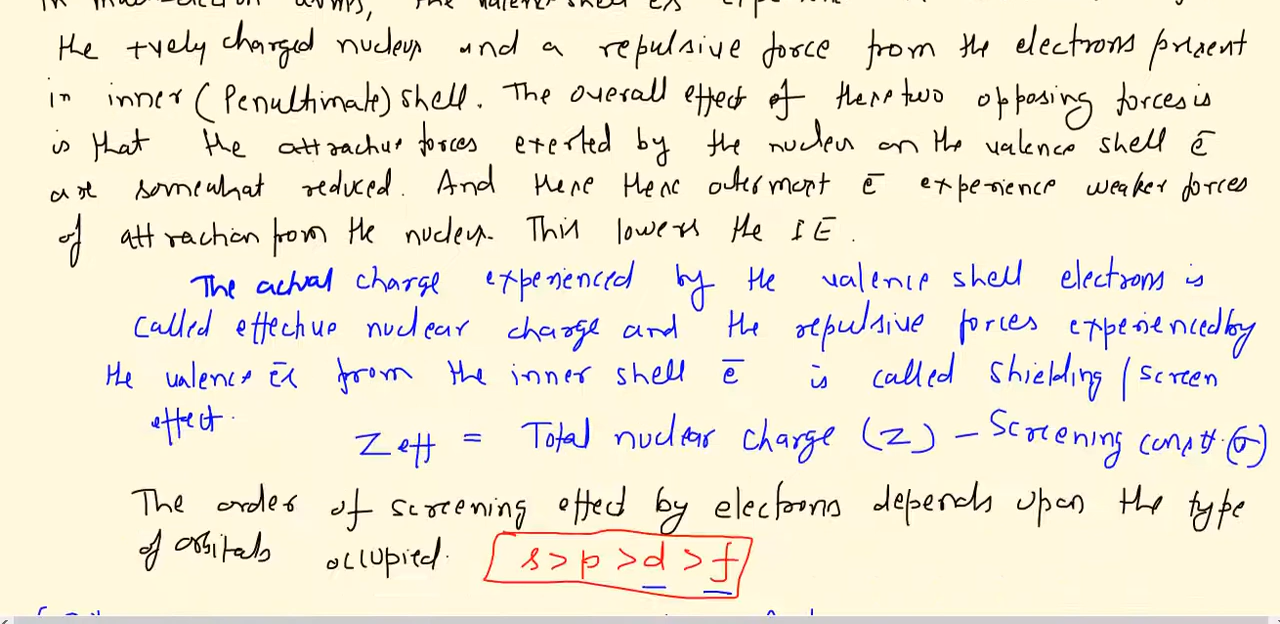 the +vely charged nucleus and a repulsive force from the electrons present
in inner (Penultimate) shell. The overall effect of these two opposing forces is
is that the attractive forces exerted by the nucleus on the valence shell ē
are somewhat reduced. And these outermost ē experience weaker forces
of attraction from the nucleus. This lowers the IE.
The actual charge experienced by the valence shell electrons is
called effective nuclear charge and the repulsive forces experienced by
the valence ēs from the inner shell ē is called shielding / screen
effect.
Z eff = Total nuclear charge (Z) – Screening constt. (σ)
The order of screening effect by electrons depends upon the type
of orbitals occupied. s > p > d > f